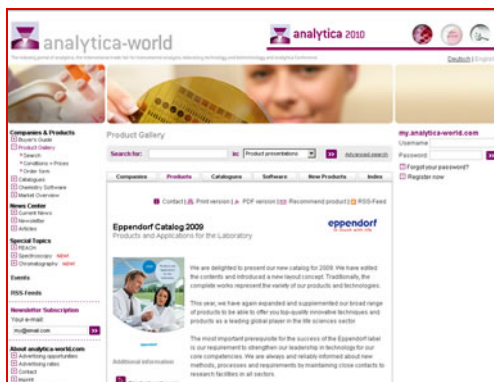 analytica-world
analytica 2010
Deutsch | English
Companies & Products
Buyer's Guide
Product Gallery
Search
Conditions + Prices
Order Item
Catalogues
Chemistry Software
Market Overview
News Center
Current News
Newsletter
Articles
Special Topics
REACH
Spectroscopy NEW!
Chromatography NEW!
Events
RSS-Feeds
Newsletter Subscription
Your e-mail:
my@email.com
About analytica-world.com
Advertising opportunities
Advertising rates
Contact
Imprint
Product Gallery
Search for:
in:
Product presentations
Advanced search
Companies
Products
Catalogues
Software
New Products
Index
Contact | Print version | PDF version | Recommend product | RSS-Feed
Eppendorf Catalog 2009
Products and Applications for the Laboratory
eppendorf
in touch with life
We are delighted to present our new catalog for 2009. We have edited
the contents and introduced a new layout concept. Traditionally, the
complete works represent the variety of our products and technologies.
This year, we have again expanded and supplemented our broad range
of products to be able to offer you top-quality innovative techniques and
products as a leading global player in the life sciences sector.
The most important prerequisite for the success of the Eppendorf label
is our requirement to strengthen our leadership in technology for our
core competencies. We are always and reliably informed about new
methods, processes and requirements by maintaining close contacts to
research facilities in all sectors.
Additional information
my.analytica-world.com
Username
Password
Forgot your password?
Register now